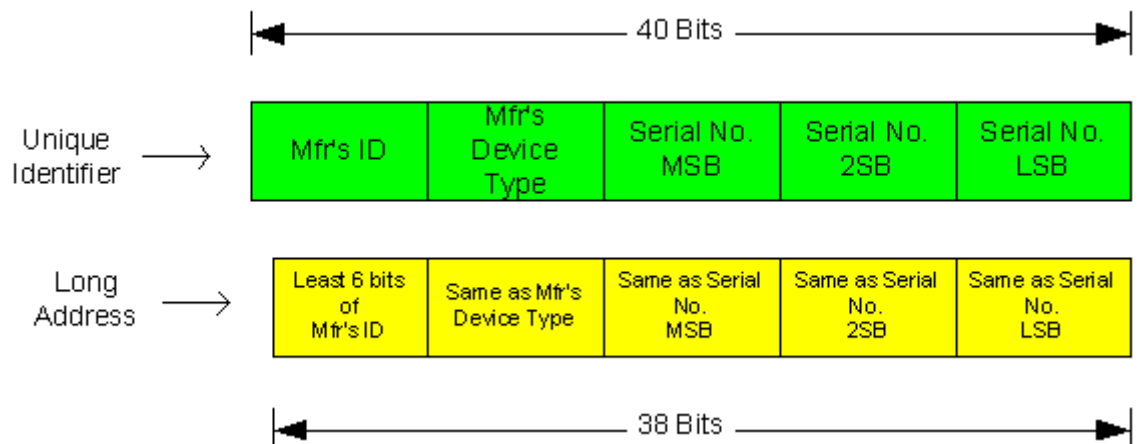 40 Bits
Unique
Identifier
Mfr's ID
Mfr's
Device
Type
Serial No.
MSB
Serial No.
2SB
Serial No.
LSB
Long
Address
Least 6 bits
of
Mfr's ID
Same as Mfr's
Device Type
Same as Serial
No.
MSB
Same as Serial
No.
2SB
Same as Serial
No.
LSB
38 Bits